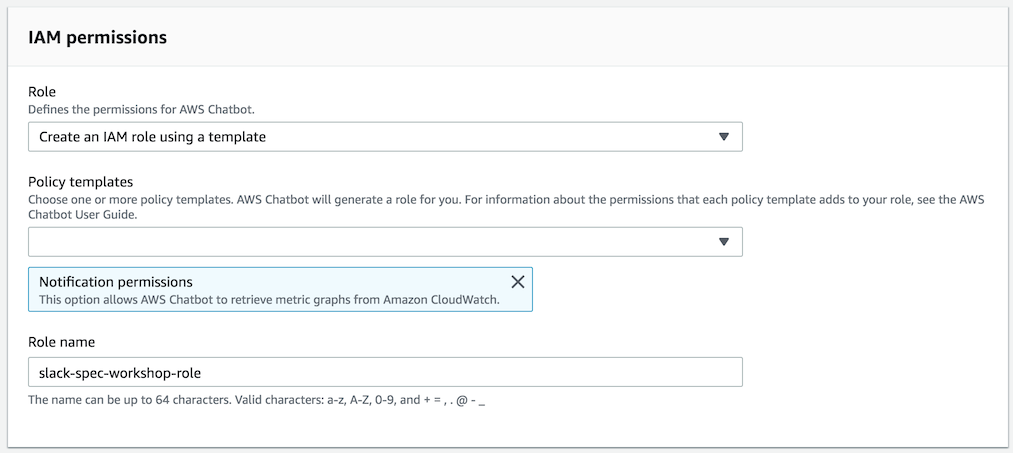 IAM permissions
Role
Defines the permissions for AWS Chatbot.
Create an IAM role using a template
Policy templates
Choose one or more policy templates. AWS Chatbot will generate a role for you. For information about the permissions that each policy template adds to your role, see the AWS
Chatbot User Guide.
Notification permissions
This option allows AWS Chatbot to retrieve metric graphs from Amazon CloudWatch.
Role name
slack-spec-workshop-role
The name can be up to 64 characters. Valid characters: a-z, A-Z, 0-9, and + = , . @ - _